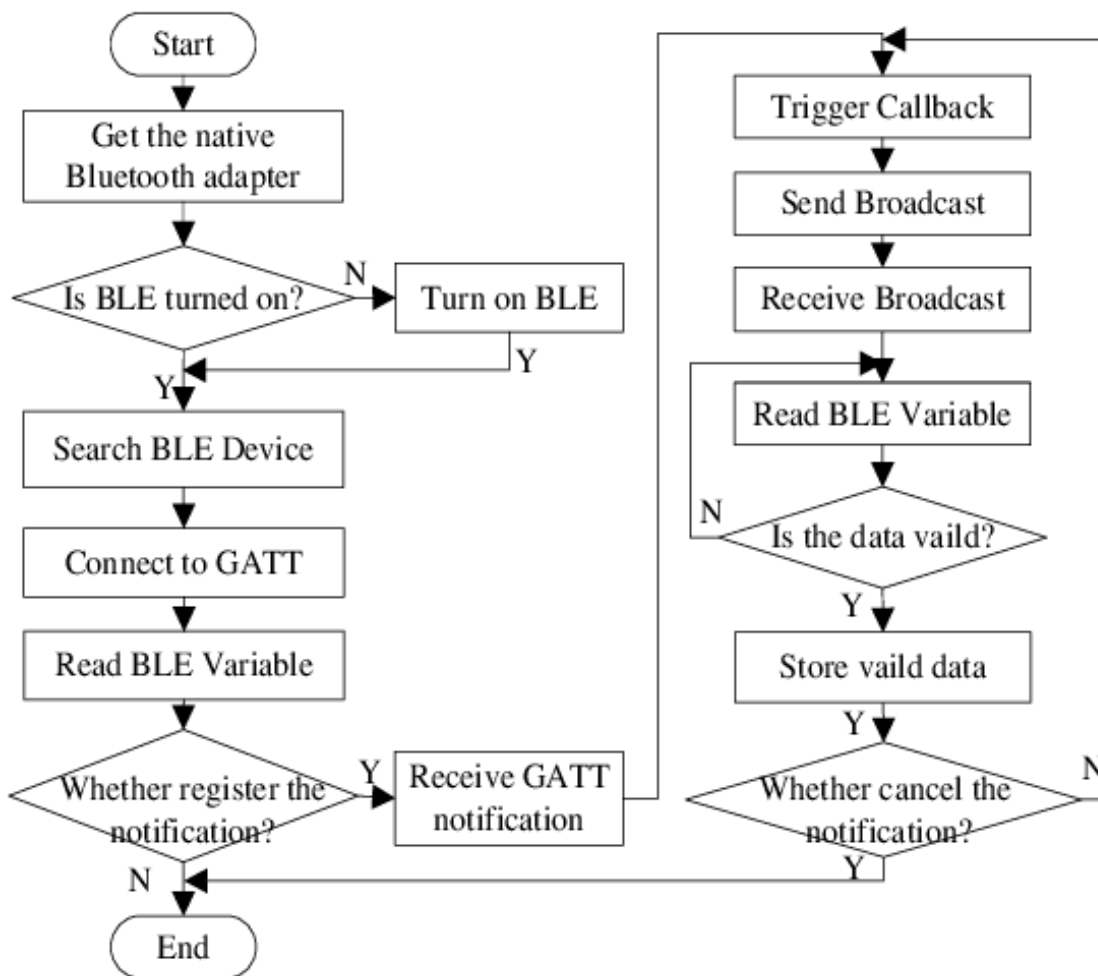 Start
Get the native
Bluetooth adapter
Is BLE turned on?
N
Turn on BLE
Y
Y
Search BLE Device
Connect to GATT
Read BLE Variable
Whether register the
notification?
Y
Receive GATT
notification
N
End
Trigger Callback
Send Broadcast
Receive Broadcast
Read BLE Variable
Is the data vaild?
N
Y
Store vaild data
Y
Whether cancel the
notification?
N
Y